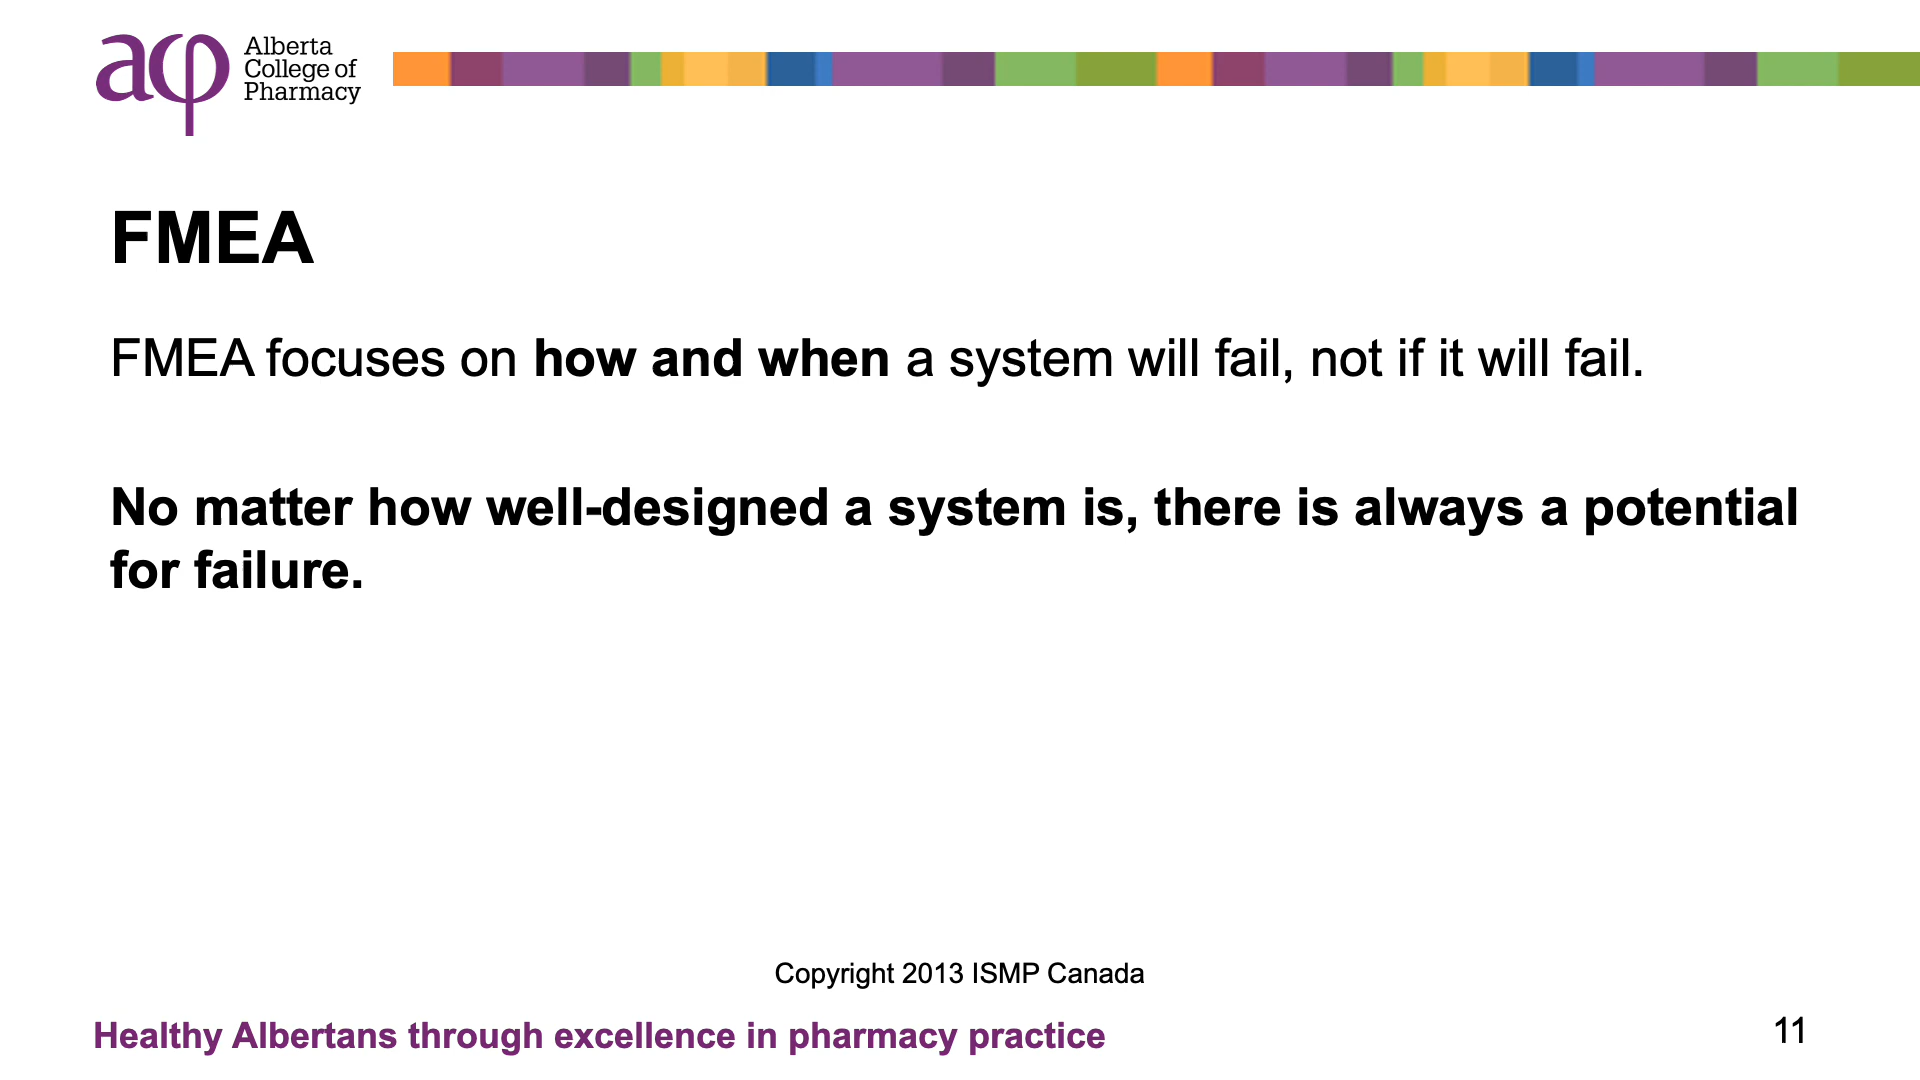 Alberta
College of
Pharmacy
FMEA
FMEA focuses on how and when a system will fail, not if it will fail.
No matter how well-designed a system is, there is always a potential
for failure.
Copyright 2013 ISMP Canada
Healthy Albertans through excellence in pharmacy practice
11